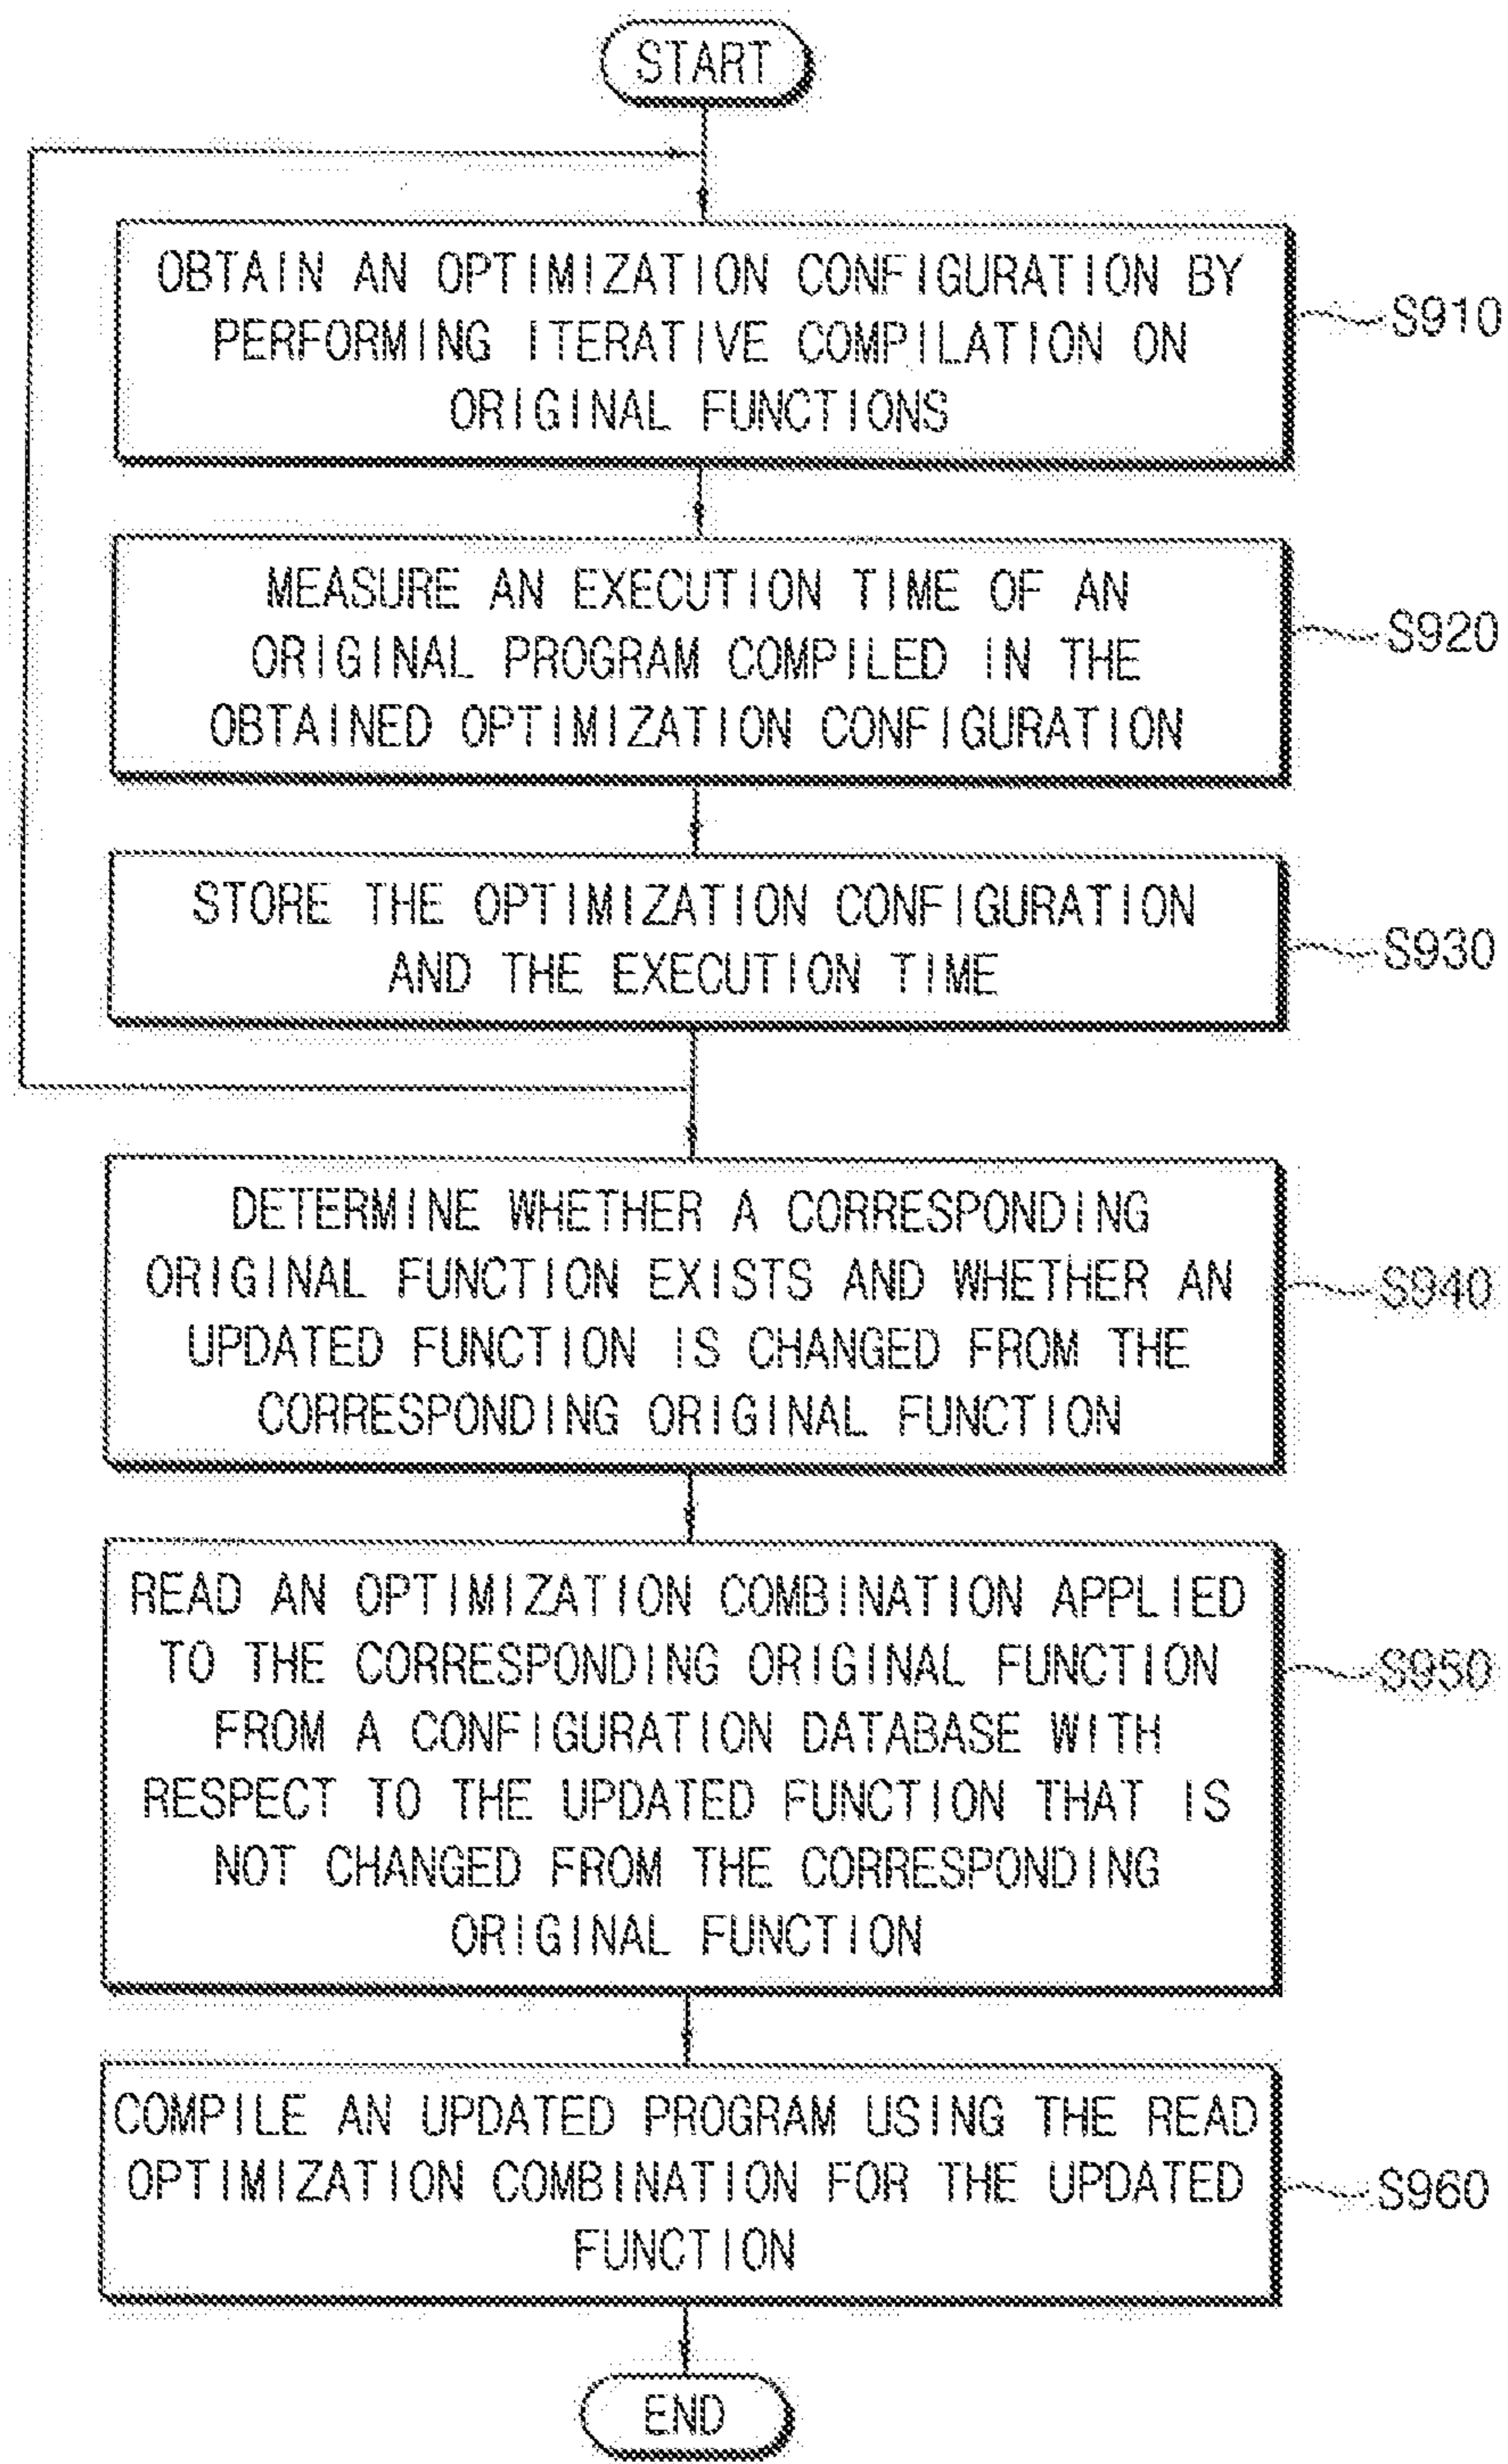 START
OBTAIN AN OPTIMIZATION CONFIGURATION BY
PERFORMING ITERATIVE COMPILATION ON
ORIGINAL FUNCTIONS
S910
MEASURE AN EXECUTION TIME OF AN
ORIGINAL PROGRAM COMPILED IN THE
OBTAINED OPTIMIZATION CONFIGURATION
S920
STORE THE OPTIMIZATION CONFIGURATION
AND THE EXECUTION TIME
S930
DETERMINE WHETHER A CORRESPONDING
ORIGINAL FUNCTION EXISTS AND WHETHER AN
UPDATED FUNCTION IS CHANGED FROM THE
CORRESPONDING ORIGINAL FUNCTION
S940
READ AN OPTIMIZATION COMBINATION APPLIED
TO THE CORRESPONDING ORIGINAL FUNCTION
FROM A CONFIGURATION DATABASE WITH
RESPECT TO THE UPDATED FUNCTION THAT IS
NOT CHANGED FROM THE CORRESPONDING
ORIGINAL FUNCTION
S950
COMPILE AN UPDATED PROGRAM USING THE READ
OPTIMIZATION COMBINATION FOR THE UPDATED
FUNCTION
S960
END